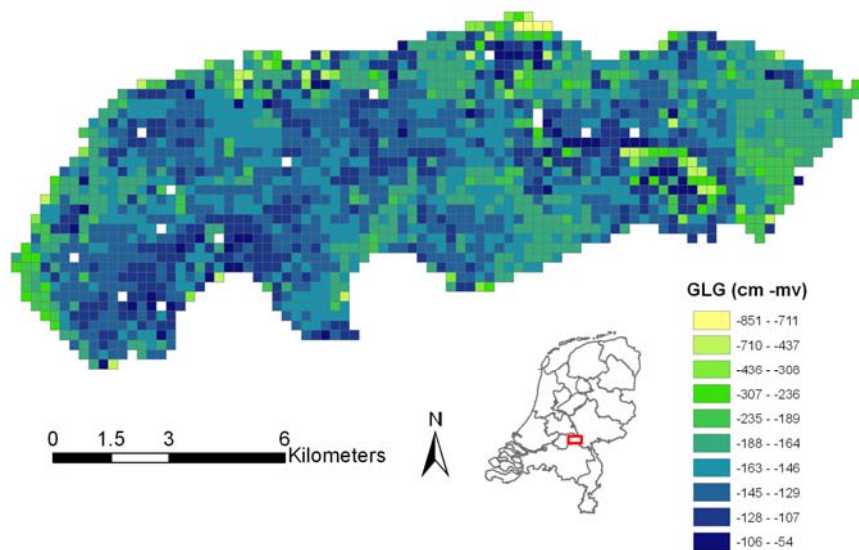 GLG (cm -mv)
-851 - -711
-710 - -437
-436 - -308
-307 - -236
-235 - -189
-188 - -164
-163 - -146
-145 - -129
-128 - -107
-106 - -54
N
0 1.5 3 6
Kilometers